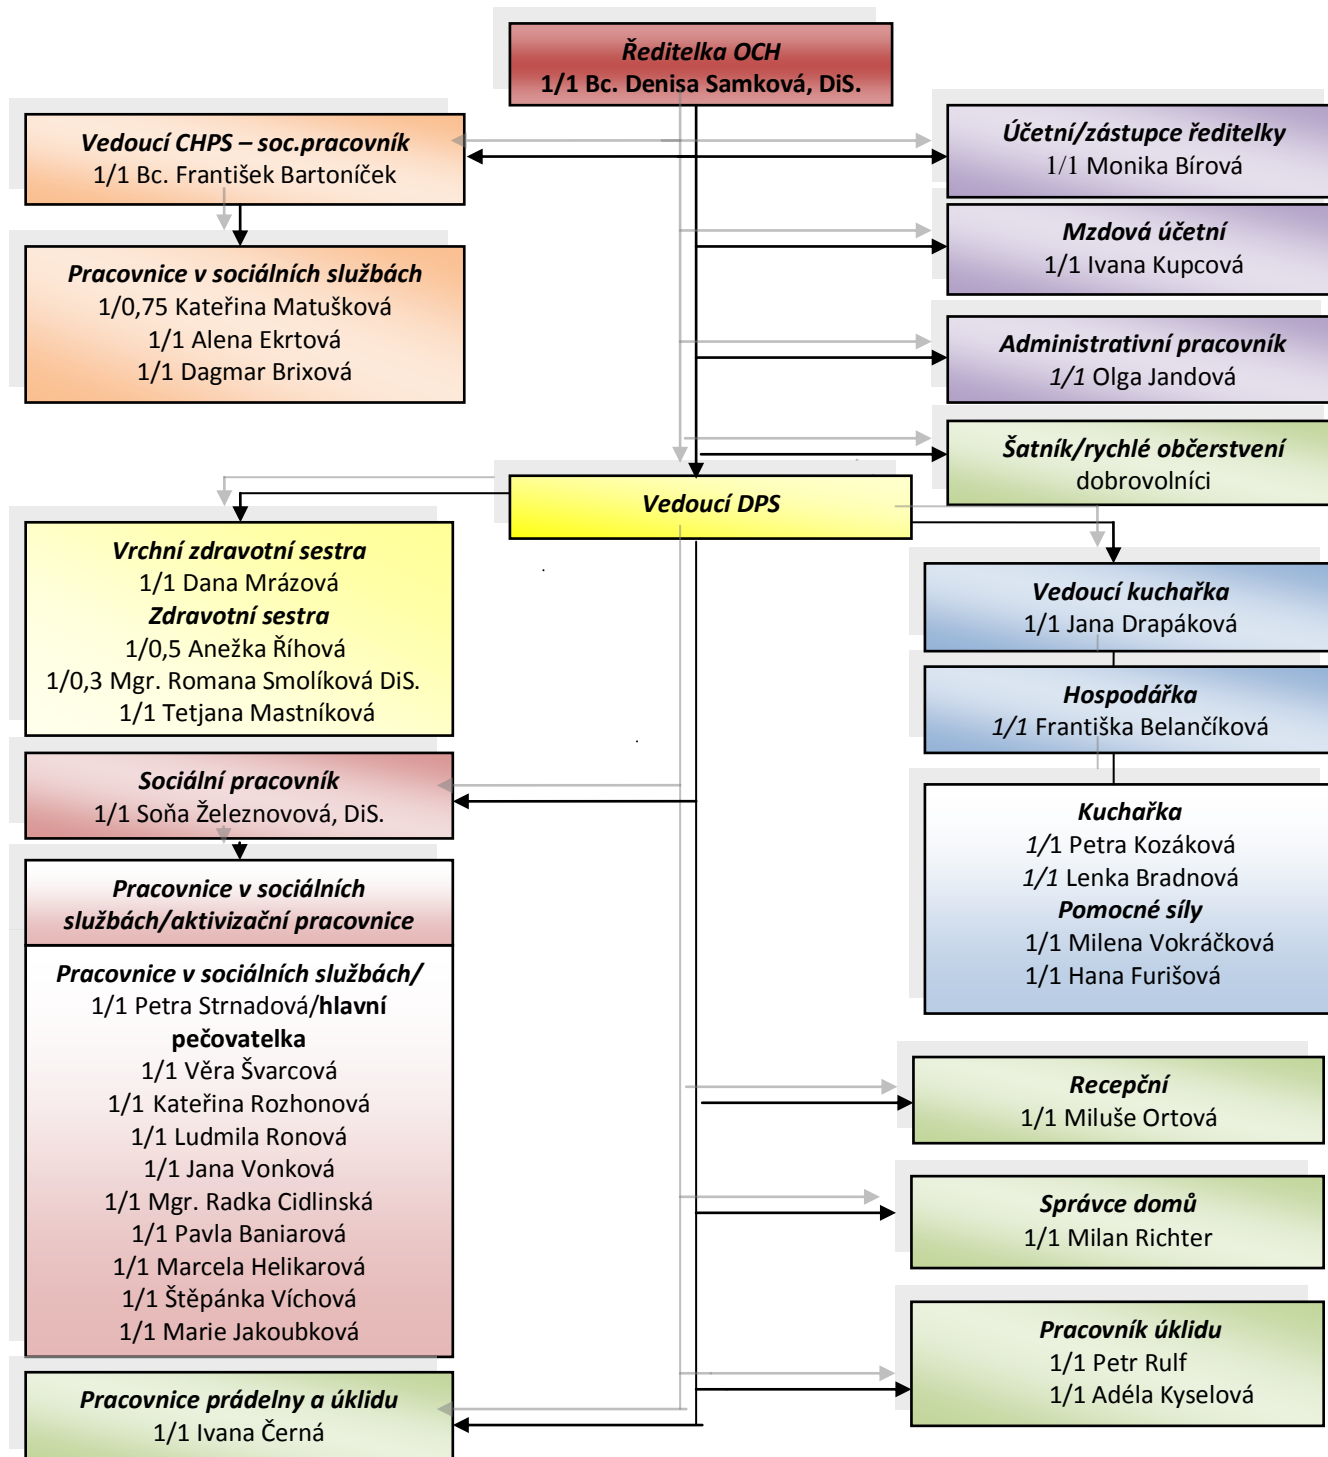 Ředitelka OCH
1/1 Bc. Denisa Samková, DiS.
Vedoucí CHPS – soc.pracovník
1/1 Bc. František Bartoníček
Účetní/zástupce ředitelky
1/1 Monika Bírová
Mzdová účetní
1/1 Ivana Kupcová
Pracovnice v sociálních službách
1/0,75 Kateřina Matušková
1/1 Alena Ekrtová
1/1 Dagmar Brixová
Administrativní pracovník
1/1 Olga Jandová
Šatník/rychlé občerstvení
dobrovolníci
Vedoucí DPS
Vrchní zdravotní sestra
1/1 Dana Mrázová
Zdravotní sestra
1/0,5 Anežka Říhová
1/0,3 Mgr. Romana Smolíková DiS.
1/1 Tetjana Mastníková
Vedoucí kuchařka
1/1 Jana Drapáková
Hospodářka
1/1 Františka Belančíková
Sociální pracovník
1/1 Soňa Železnovová, DiS.
Kuchařka
1/1 Petra Kozáková
1/1 Lenka Bradnová
Pomocné síly
1/1 Milena Vokráčková
1/1 Hana Furišová
Pracovnice v sociálních
službách/aktivizační pracovnice
Pracovnice v sociálních službách/
1/1 Petra Strnadová/hlavní
pečovatelka
1/1 Věra Švarcová
1/1 Kateřina Rozhonová
1/1 Ludmila Ronová
1/1 Jana Vonková
1/1 Mgr. Radka Cidlinská
1/1 Pavla Baniarová
1/1 Marcela Helikarová
1/1 Štěpánka Víchová
1/1 Marie Jakoubková
Recepční
1/1 Miluše Ortová
Správce domů
1/1 Milan Richter
Pracovník úklidu
1/1 Petr Rulf
1/1 Adéla Kyselová
Pracovnice prádelny a úklidu
1/1 Ivana Černá